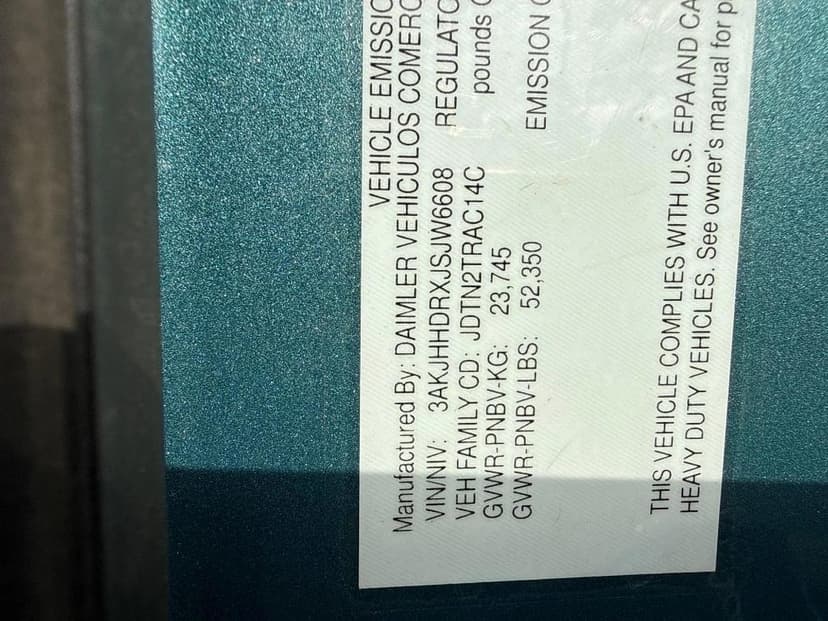 VEHICLE EMISSIO
Manufactured By: DAIMLER VEHICULOS COMERC
VIN/NIV: 3AKJHHDRXJSJW6608 REGULATO
VEH FAMILY CD: JDTN2TRAC14C pounds
GVWR-PNBV-KG: 23,745
GVWR-PNBV-LBS: 52,350 EMISSION
THIS VEHICLE COMPLIES WITH U.S. EPA AND CA
HEAVY DUTY VEHICLES. See owner's manual for p